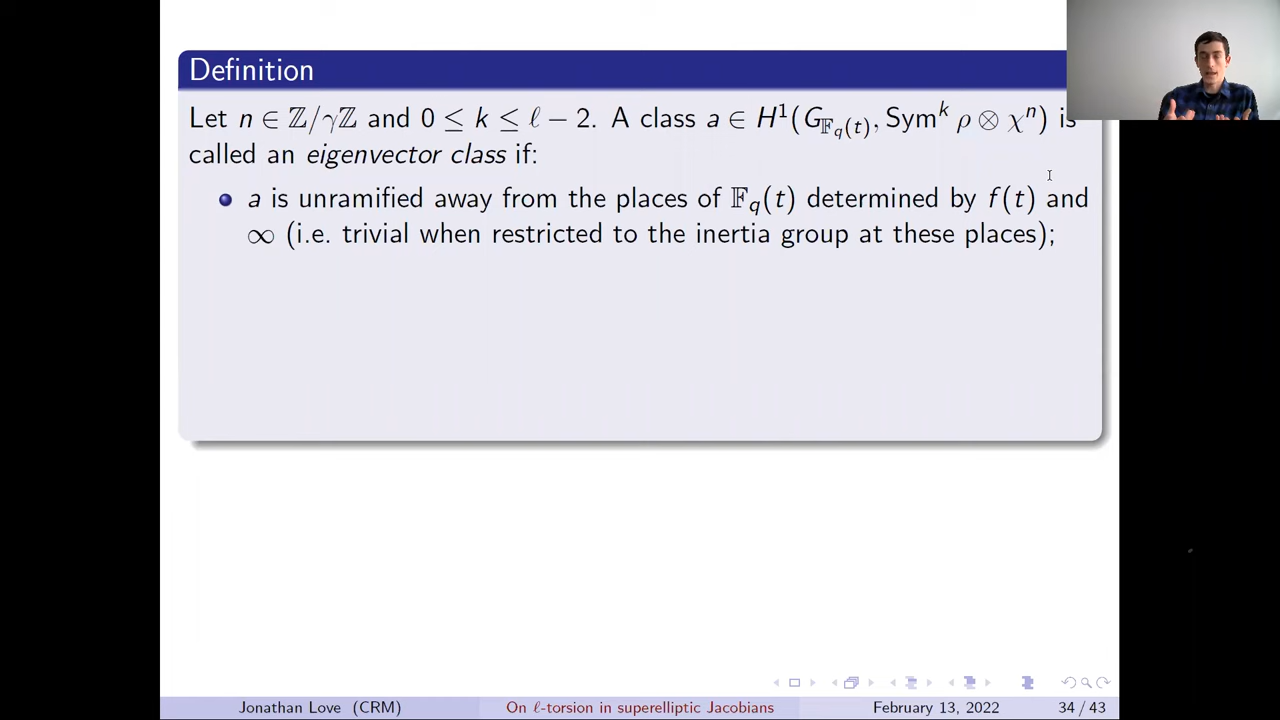 Definition
Let n ∈ ℤ/γℤ and 0 ≤ k ≤ ℓ − 2. A class a ∈ H¹(G_{𝔽_q(t)}, Sym^k ρ ⊗ χⁿ) is
called an eigenvector class if:
a is unramified away from the places of 𝔽_q(t) determined by f(t) and
∞ (i.e. trivial when restricted to the inertia group at these places);
Jonathan Love (CRM) On ℓ-torsion in superelliptic Jacobians February 13, 2022 34 / 43